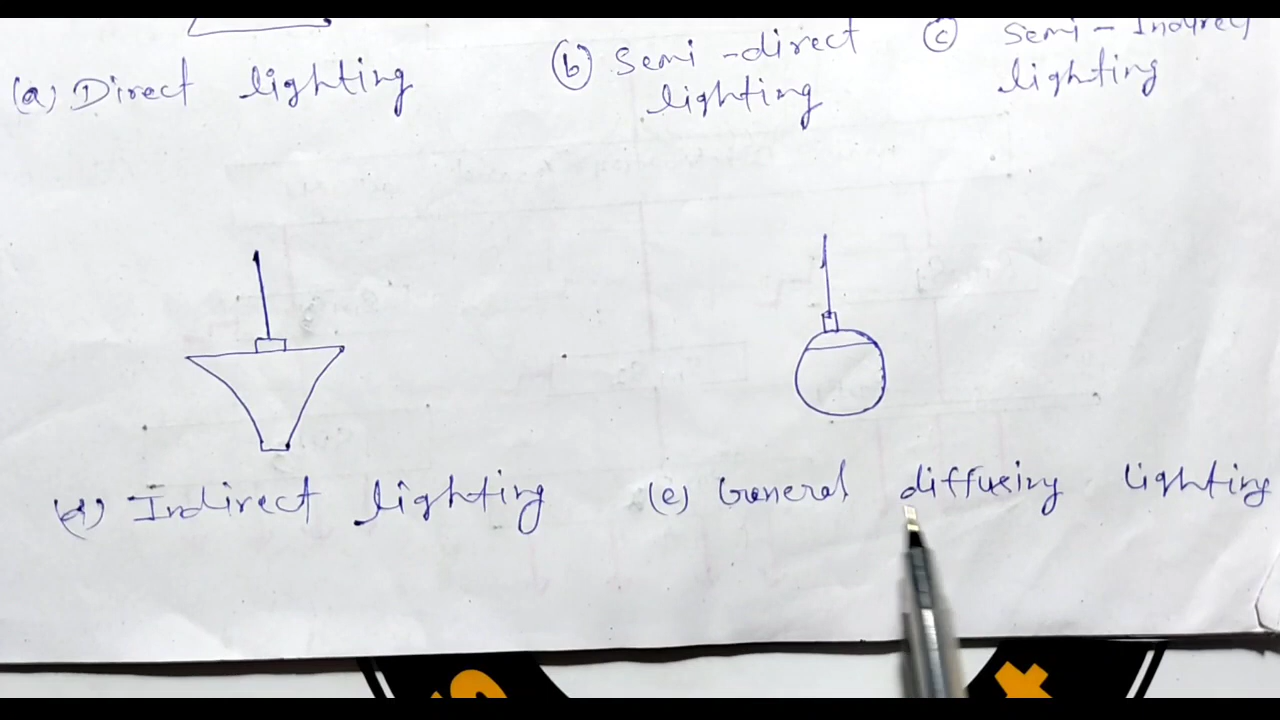 (a) Direct lighting
(b) Semi-direct
lighting
(c) Semi-Indirect
lighting
(d) Indirect lighting
(e) General diffusing lighting